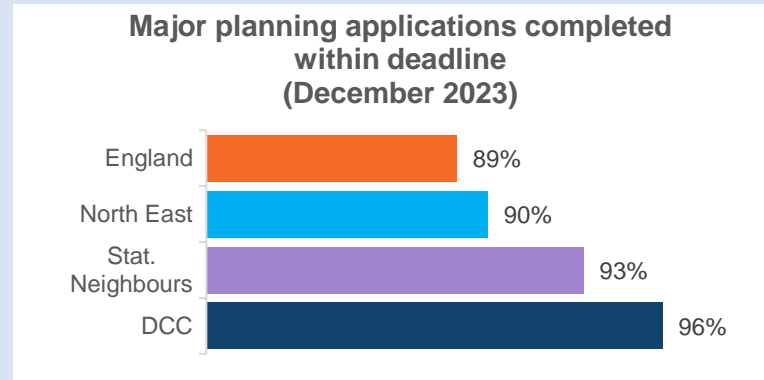 Major planning applications completed
within deadline
(December 2023)
England
89%
North East
90%
Stat.
Neighbours
93%
DCC
96%